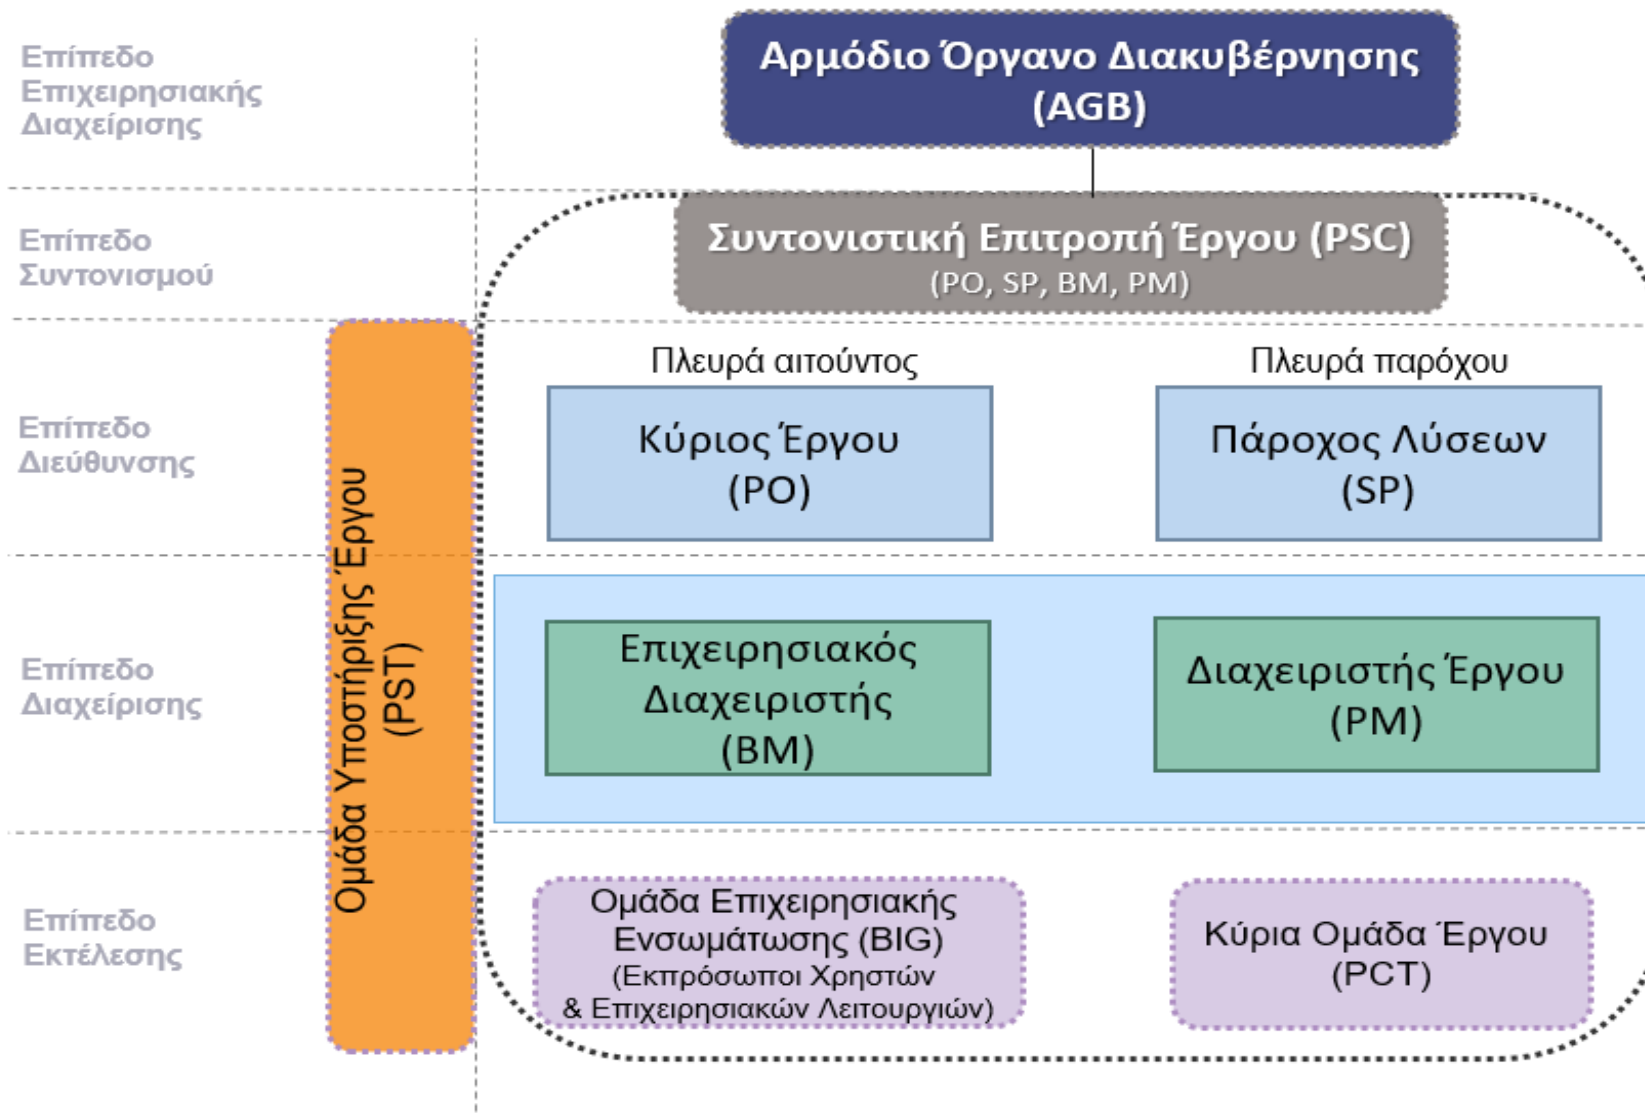 Επίπεδο
Επιχειρησιακής
Διαχείρισης
Αρμόδιο Όργανο Διακυβέρνησης
(AGB)
Επίπεδο
Συντονισμού
Συντονιστική Επιτροπή Έργου (PSC)
(PO, SP, BM, PM)
Πλευρά αιτούντος
Πλευρά παρόχου
Επίπεδο
Διεύθυνσης
Κύριος Έργου
(PO)
Πάροχος Λύσεων
(SP)
Ομάδα Υποστήριξης Έργου
(PST)
Επίπεδο
Διαχείρισης
Επιχειρησιακός
Διαχειριστής
(BM)
Διαχειριστής Έργου
(PM)
Επίπεδο
Εκτέλεσης
Ομάδα Επιχειρησιακής
Ενσωμάτωσης (BIG)
(Εκπρόσωποι Χρηστών
& Επιχειρησιακών Λειτουργιών)
Κύρια Ομάδα Έργου
(PCT)